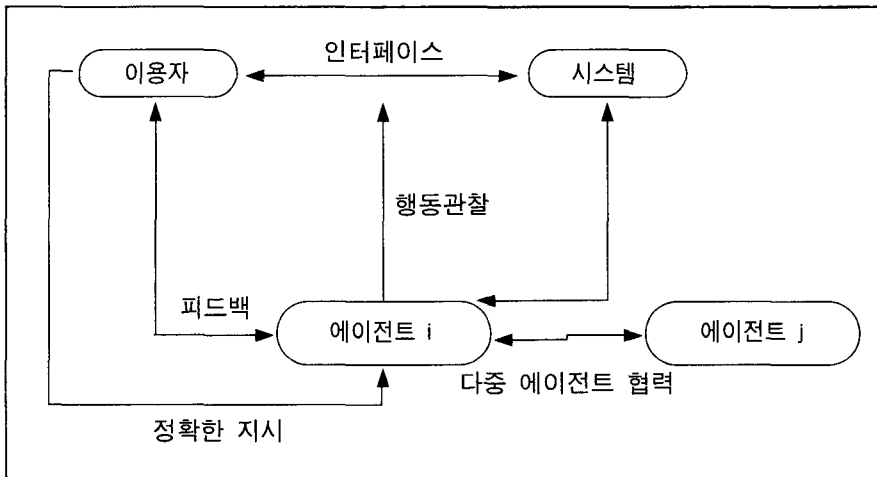 인터페이스
이용자
시스템
행동관찰
피드백
에이전트 i
에이전트 j
다중 에이전트 협력
정확한 지시